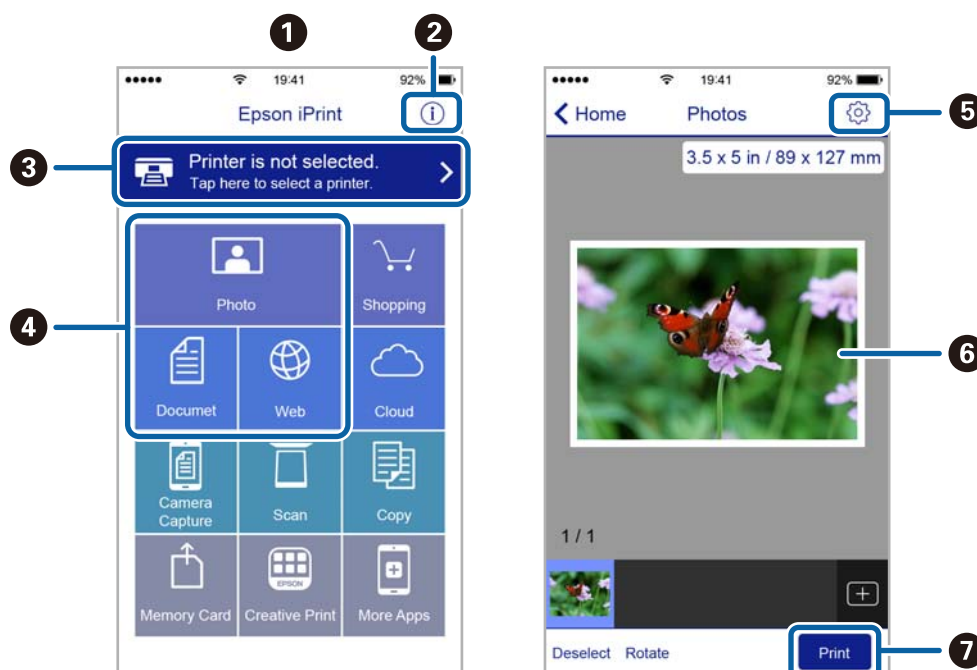 1
2
19:41 92%
Epson iPrint
3
Printer is not selected.
Tap here to select a printer.
4
Photo
Shopping
Documet
Web
Cloud
Camera
Capture
Scan
Copy
Memory Card
EPSON
Creative Print
More Apps
19:41 92%
Home Photos
5
3.5 x 5 in / 89 x 127 mm
6
1 / 1
Deselect Rotate Print
7